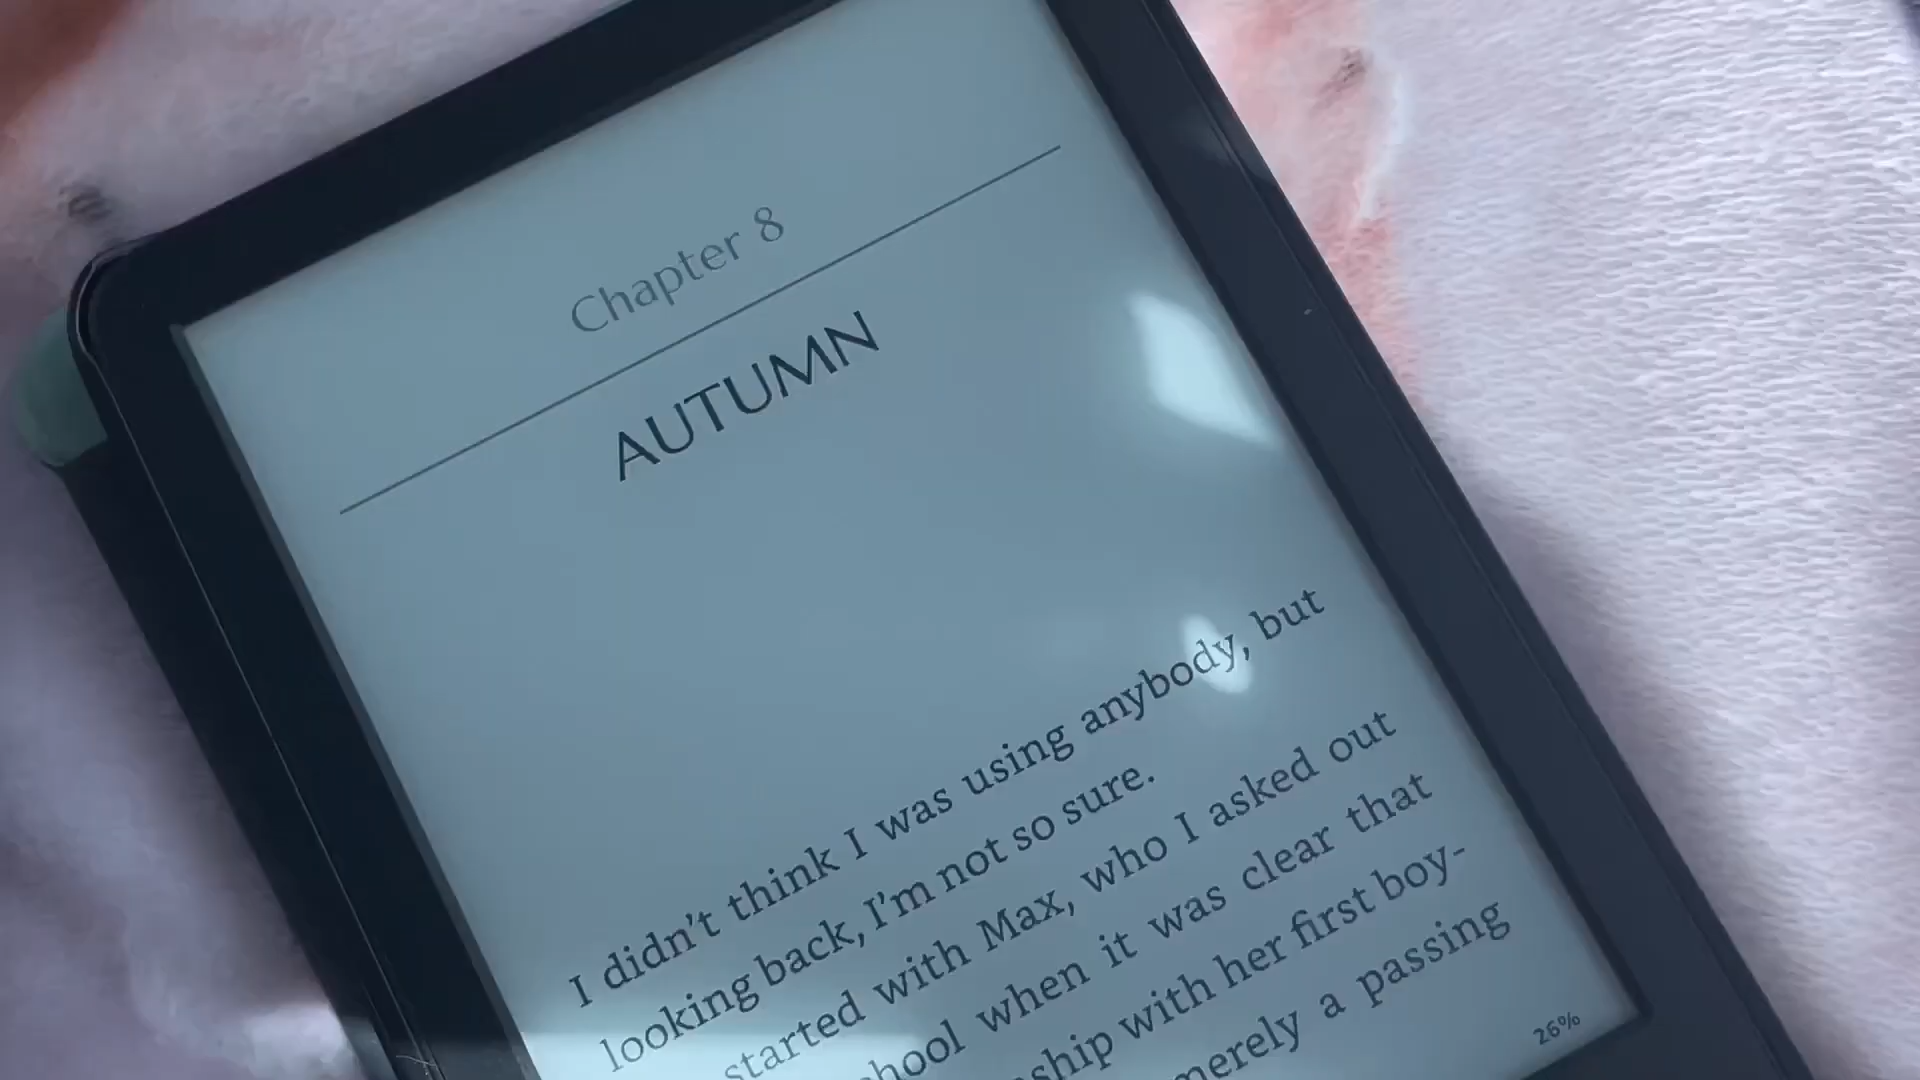 Chapter 8
AUTUMN
I didn't think I was using anybody, but
looking back, I'm not so sure.
started with Max, who I asked out
when it was clear that
with her first boy-
merely a passing
26%